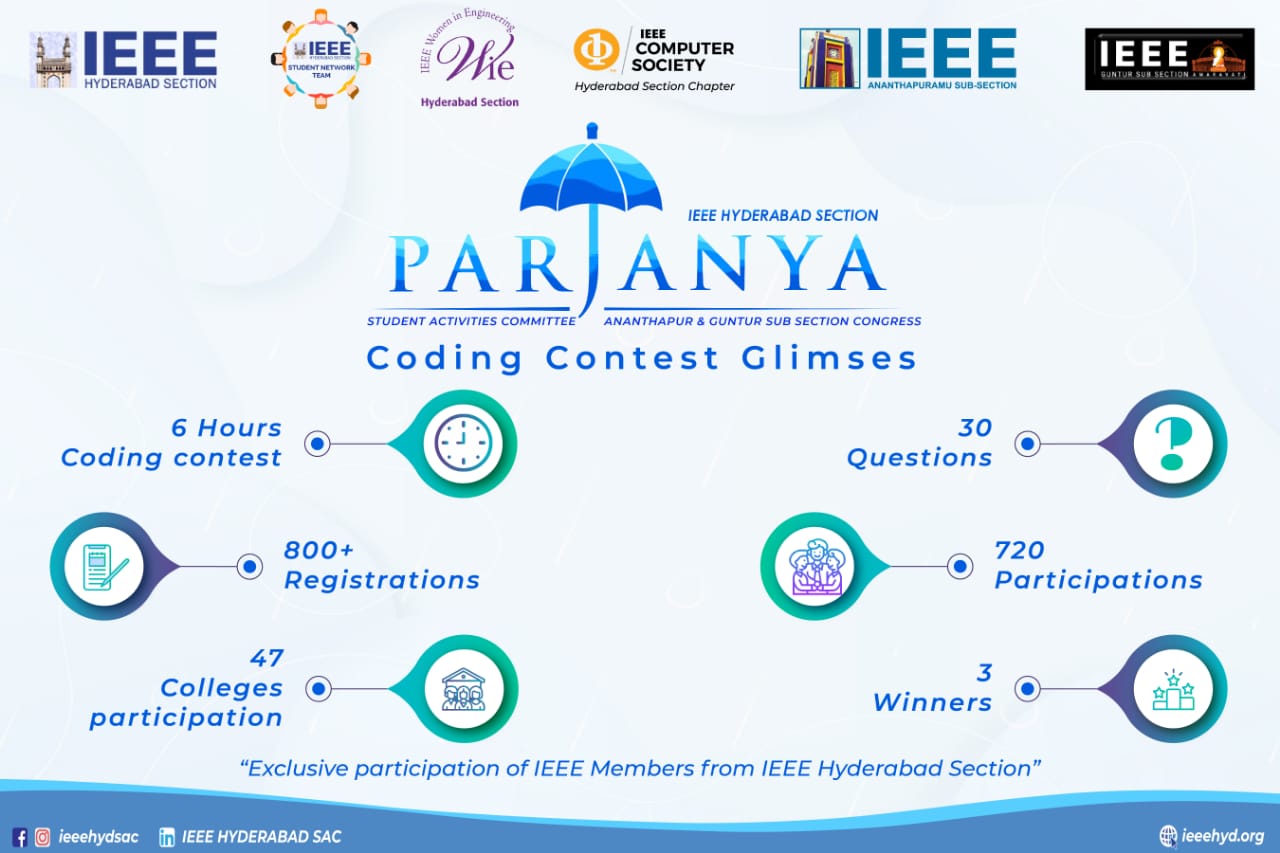 IEEE
HYDERABAD SECTION
IEEE
HYDERABAD SECTION
STUDENT NETWORK
TEAM
IEEE Women in Engineering
Wie
Hyderabad Section
IEEE
COMPUTER
SOCIETY
Hyderabad Section Chapter
IEEE
ANANTHAPURAMU SUB-SECTION
IEEE
GUNTUR SUB SECTION AMARAVATI
IEEE HYDERABAD SECTION
PARJANYA
STUDENT ACTIVITIES COMMITTEE ANANTHAPUR & GUNTUR SUB SECTION CONGRESS
Coding Contest Glimses
6 Hours
Coding contest
30
Questions
800+
Registrations
720
Participations
47
Colleges
participation
3
Winners
“Exclusive participation of IEEE Members from IEEE Hyderabad Section”
ieeehydsac
IEEE HYDERABAD SAC
ieeehyd.org